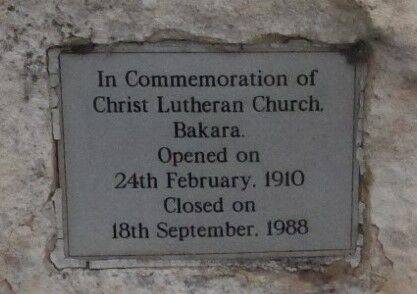 In Commemoration of
Christ Lutheran Church,
Bakara.
Opened on
24th February, 1910
Closed on
18th September, 1988